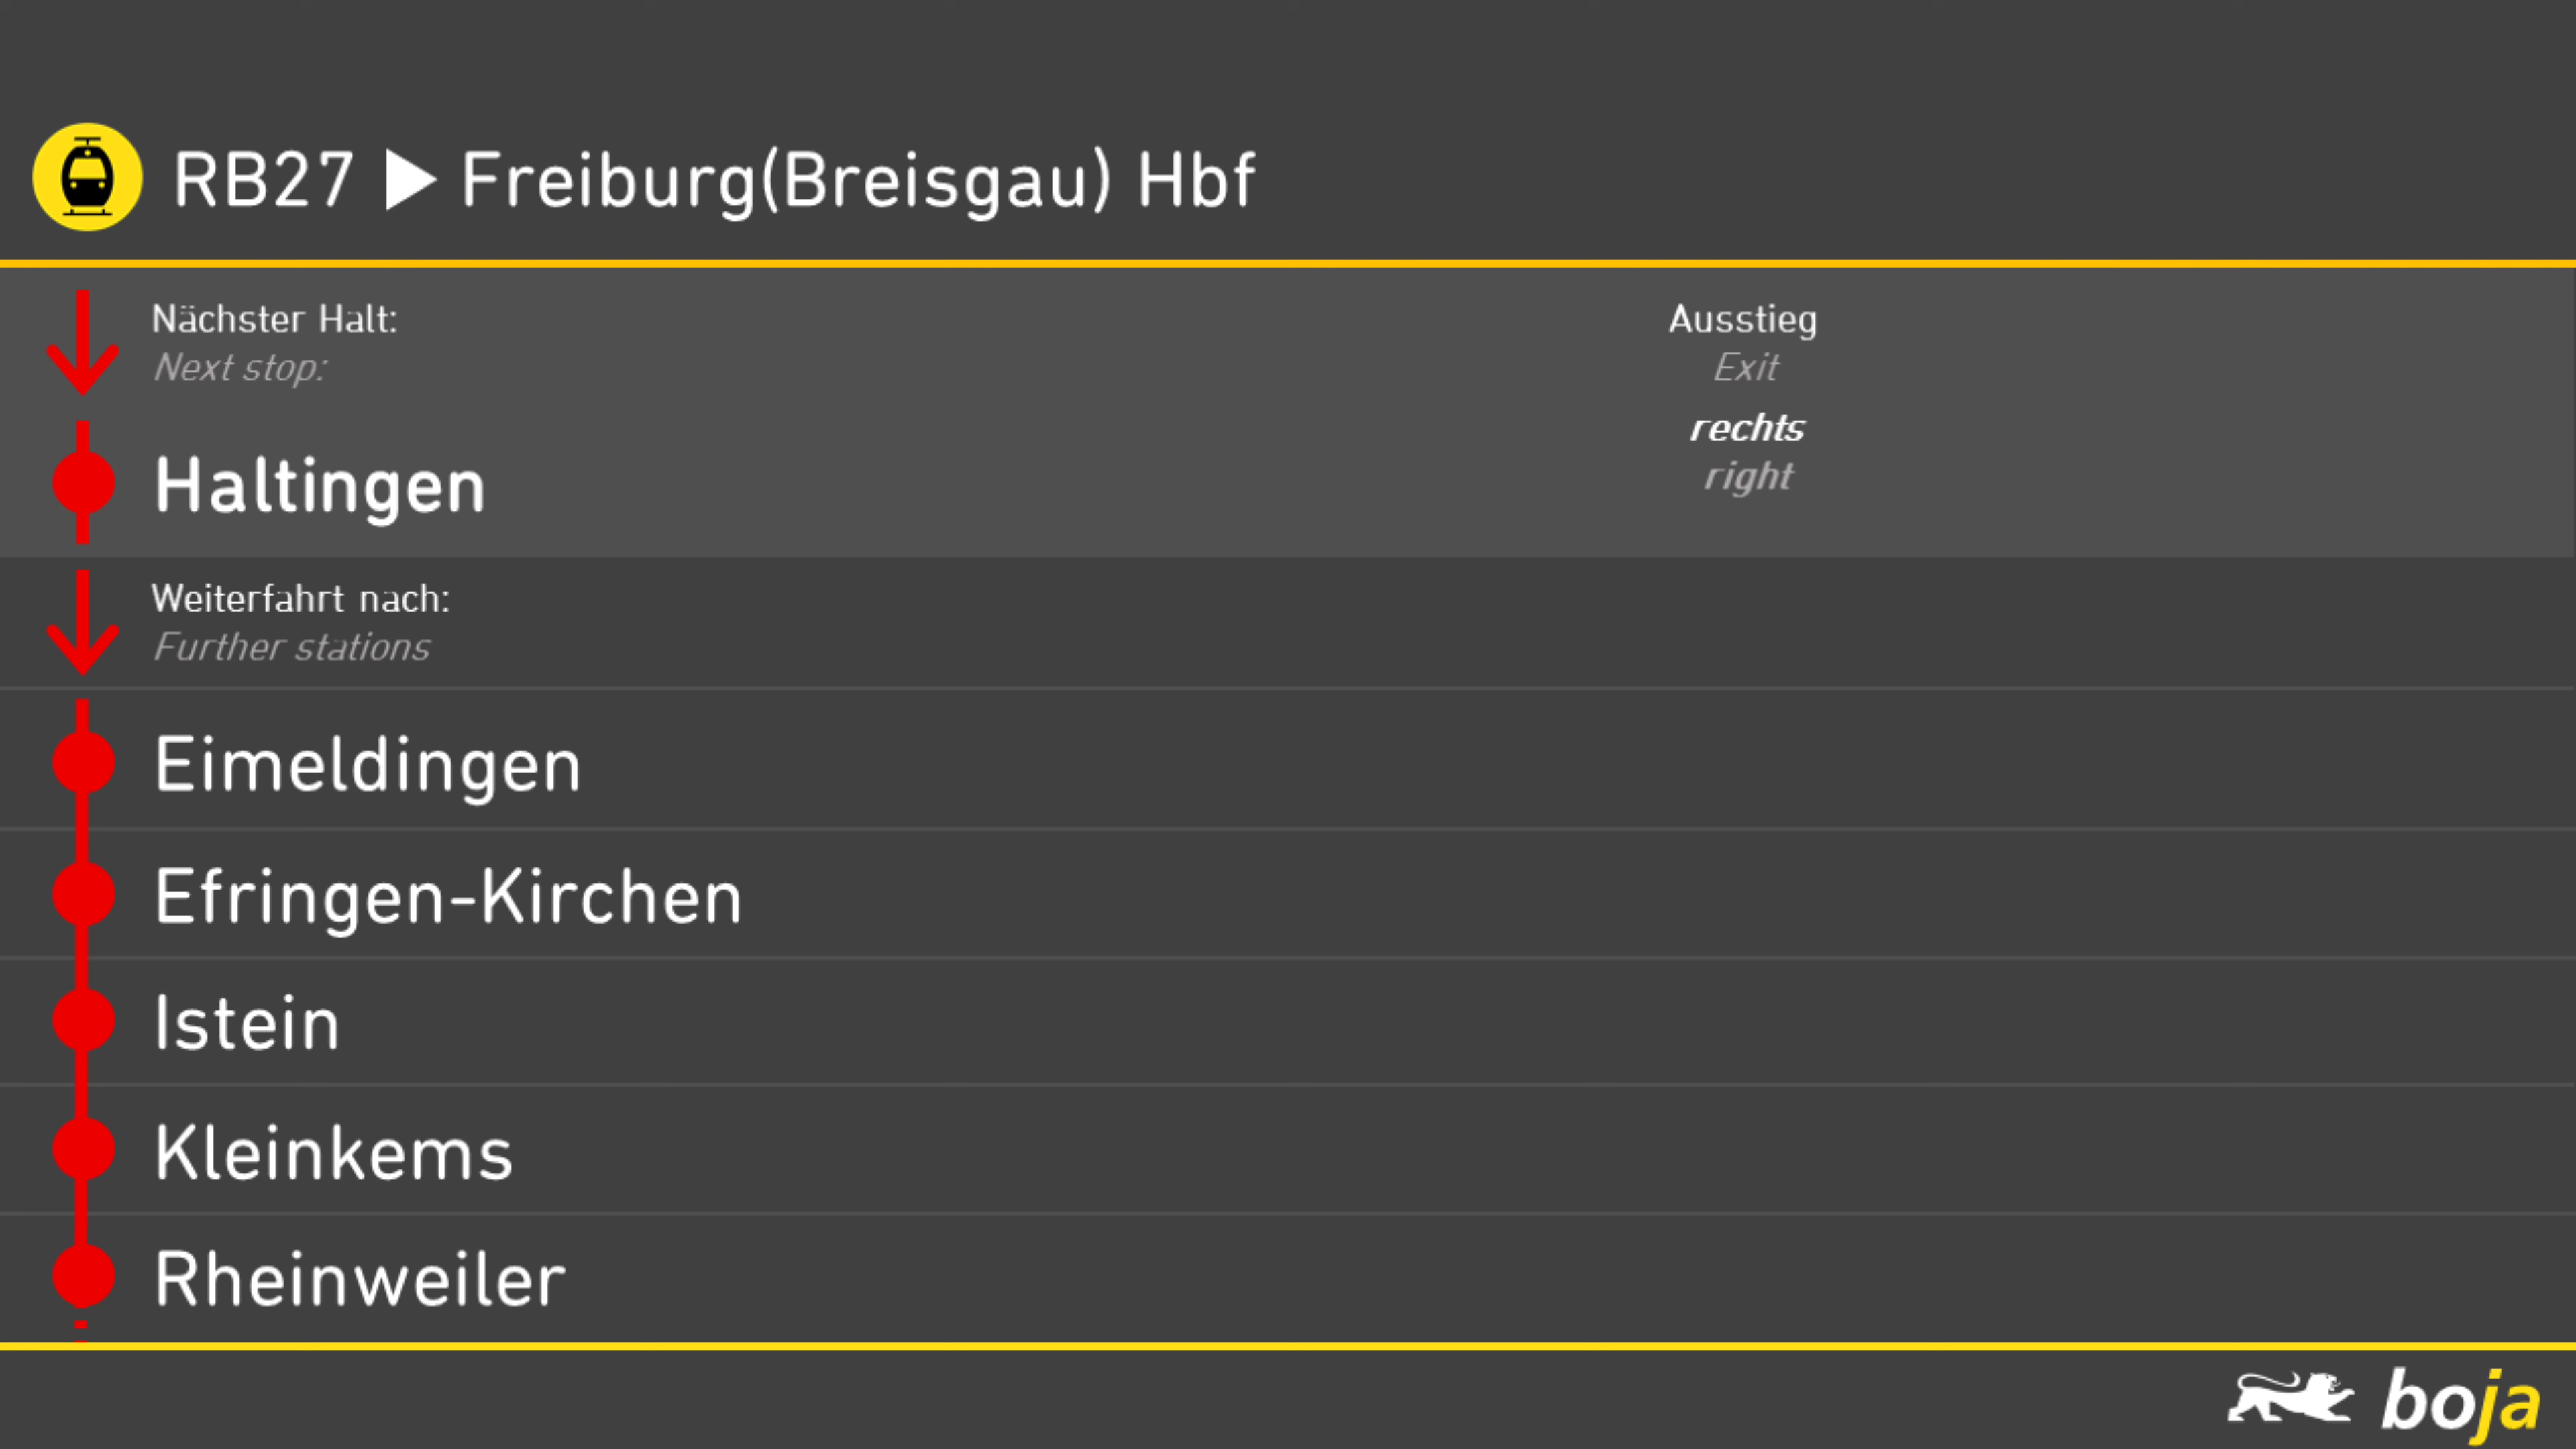 RB27 ▶ Freiburg(Breisgau) Hbf
Nächster Halt:
Next stop:
Haltingen
Ausstieg
Exit
rechts
right
Weiterfahrt nach:
Further stations
Eimeldingen
Efringen-Kirchen
Istein
Kleinkems
Rheinweiler
boja